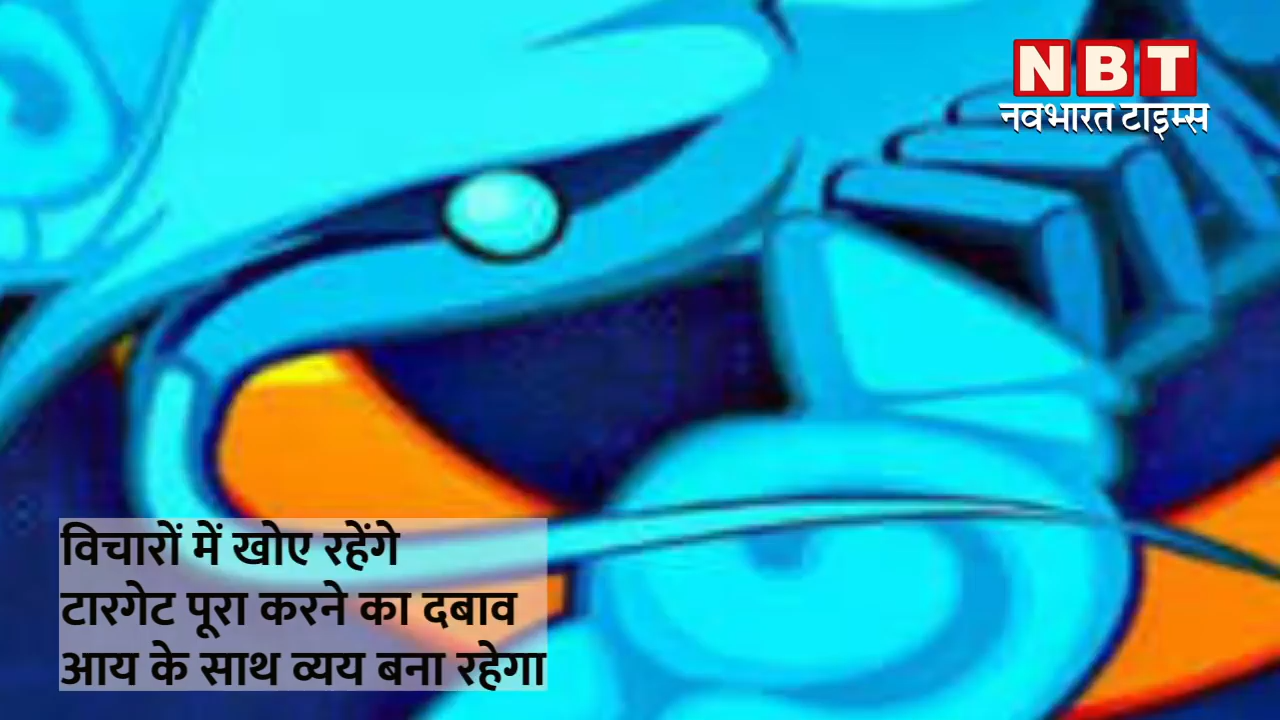 NBT
नवभारत टाइम्स
विचारों में खोए रहेंगे
टारगेट पूरा करने का दबाव
आय के साथ व्यय बना रहेगा